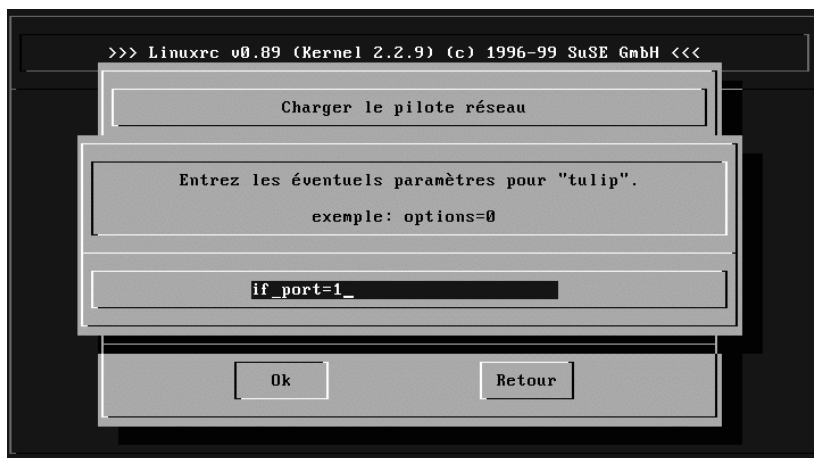 >>> Linuxrc v0.89 (Kernel 2.2.9) (c) 1996-99 SuSE GmbH <<<
Charger le pilote réseau
Entrez les éventuels paramètres pour "tulip".
exemple: options=0
if_port=1_
Ok
Retour